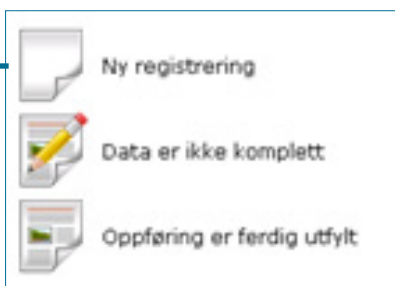 Ny registrering
Data er ikke komplett
Oppføring er ferdig utfylt